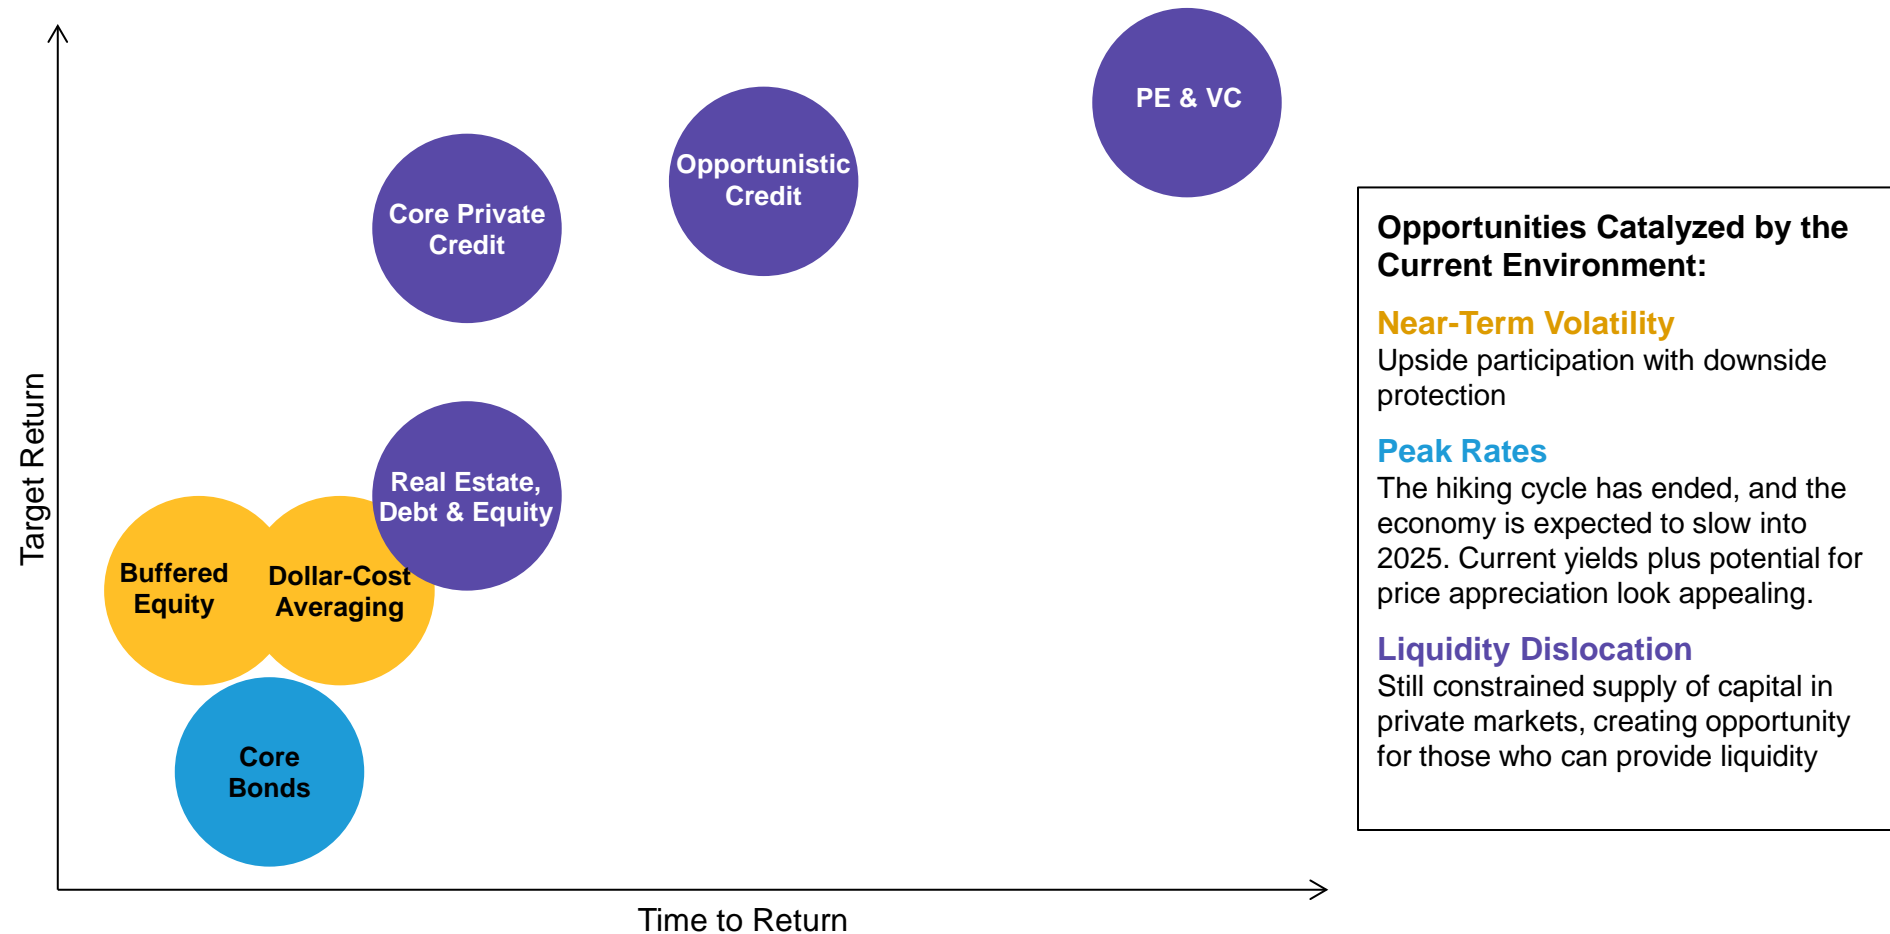 Target Return
PE & VC
Opportunistic
Credit
Core Private
Credit
Real Estate,
Debt & Equity
Buffered
Equity
Dollar-Cost
Averaging
Core
Bonds
Time to Return
Opportunities Catalyzed by the
Current Environment:
Near-Term Volatility
Upside participation with downside
protection
Peak Rates
The hiking cycle has ended, and the
economy is expected to slow into
2025. Current yields plus potential for
price appreciation look appealing.
Liquidity Dislocation
Still constrained supply of capital in
private markets, creating opportunity
for those who can provide liquidity